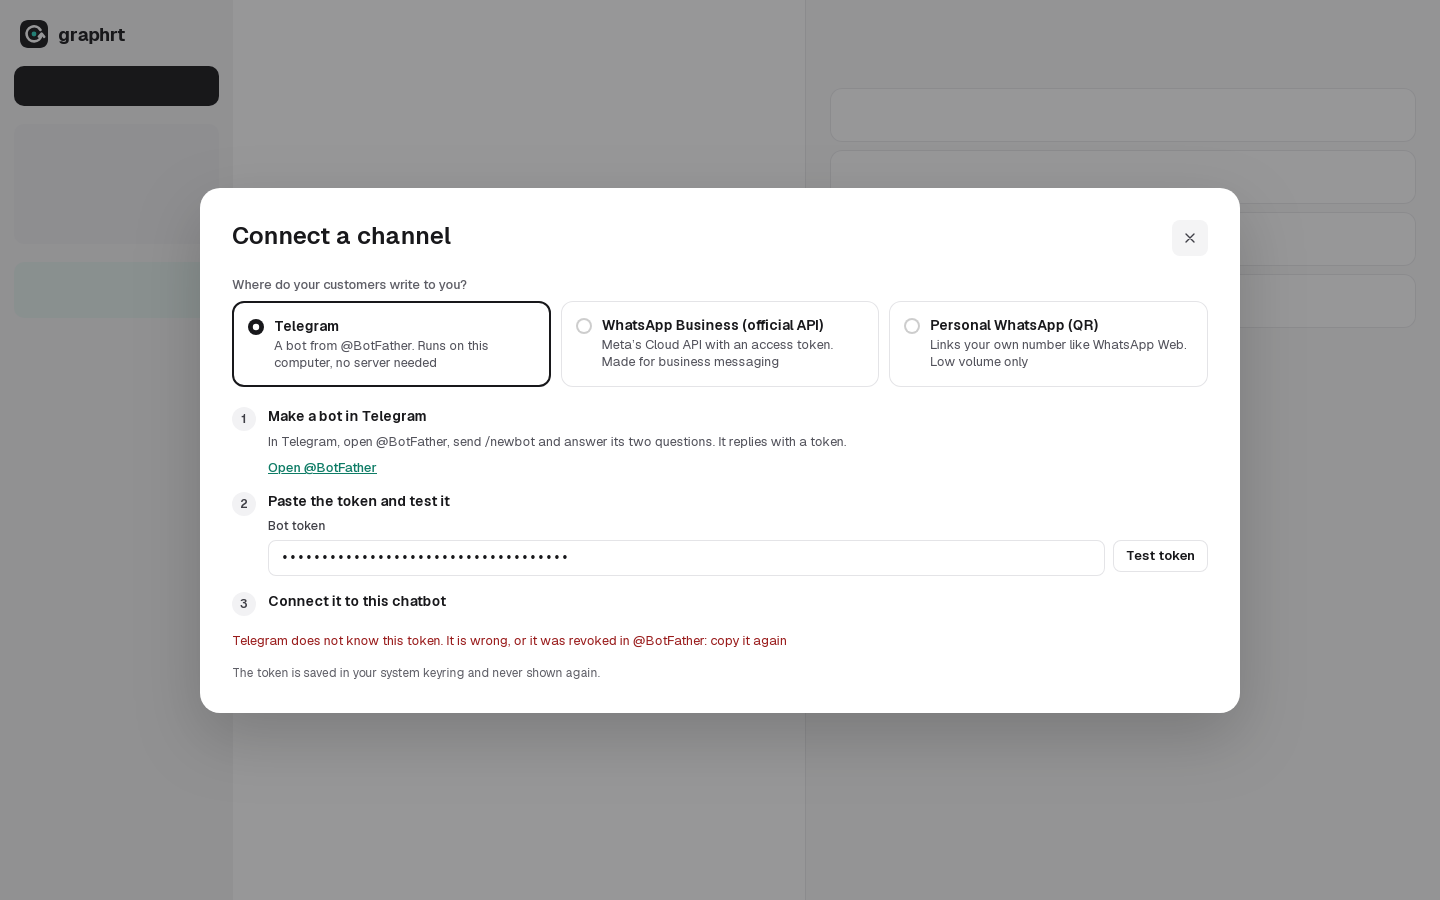 graphrt
Connect a channel
Where do your customers write to you?
Telegram
A bot from @BotFather. Runs on this
computer, no server needed
WhatsApp Business (official API)
Meta's Cloud API with an access token.
Made for business messaging
Personal WhatsApp (QR)
Links your own number like WhatsApp Web.
Low volume only
1
Make a bot in Telegram
In Telegram, open @BotFather, send /newbot and answer its two questions. It replies with a token.
Open @BotFather
2
Paste the token and test it
Bot token
••••••••••••••••••••••••••••••••••••
Test token
3
Connect it to this chatbot
Telegram does not know this token. It is wrong, or it was revoked in @BotFather: copy it again
The token is saved in your system keyring and never shown again.